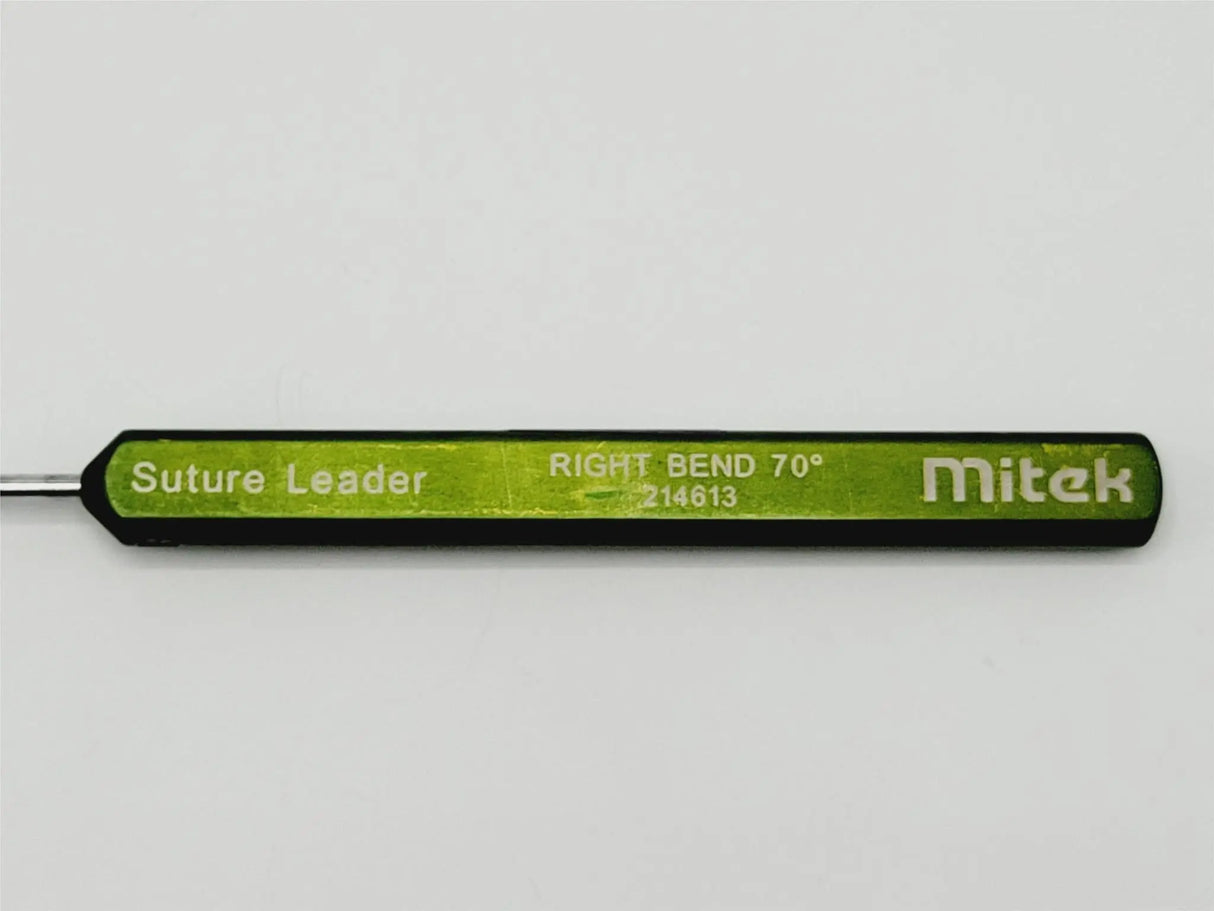 Suture Leader
RIGHT BEND 70°
214613
mitek